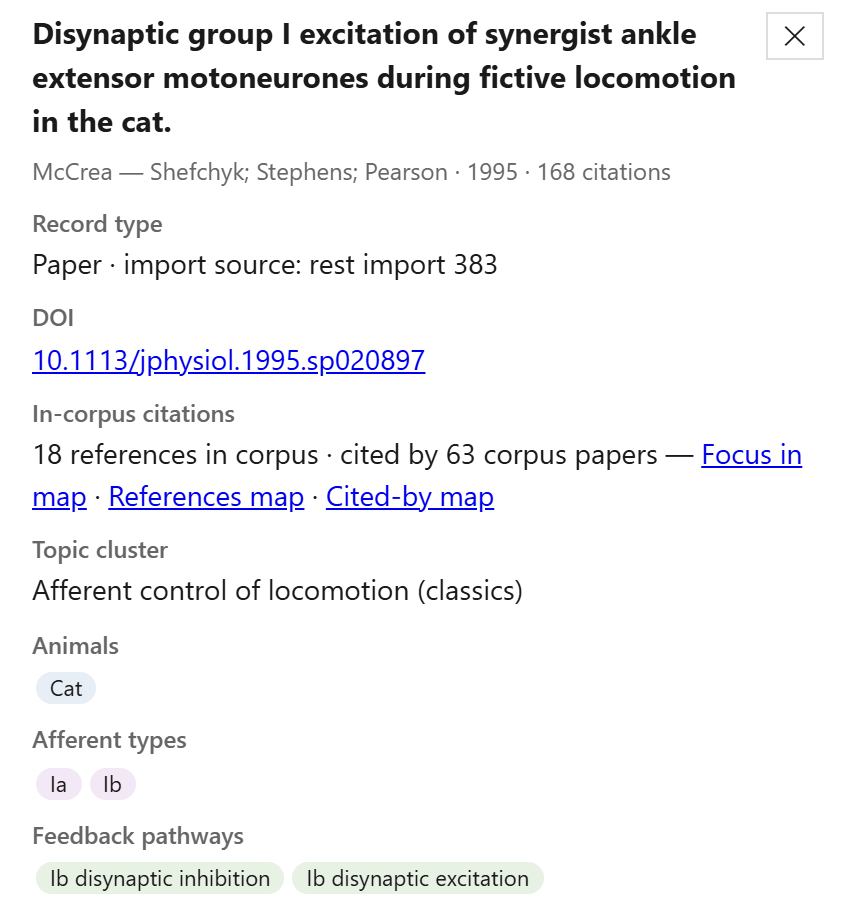 Disynaptic group I excitation of synergist ankle
extensor motoneurones during fictive locomotion
in the cat.
McCrea — Shefchyk; Stephens; Pearson · 1995 · 168 citations
Record type
Paper · import source: rest import 383
DOI
10.1113/jphysiol.1995.sp020897
In-corpus citations
18 references in corpus · cited by 63 corpus papers — Focus in
map · References map · Cited-by map
Topic cluster
Afferent control of locomotion (classics)
Animals
Cat
Afferent types
Ia Ib
Feedback pathways
Ib disynaptic inhibition Ib disynaptic excitation